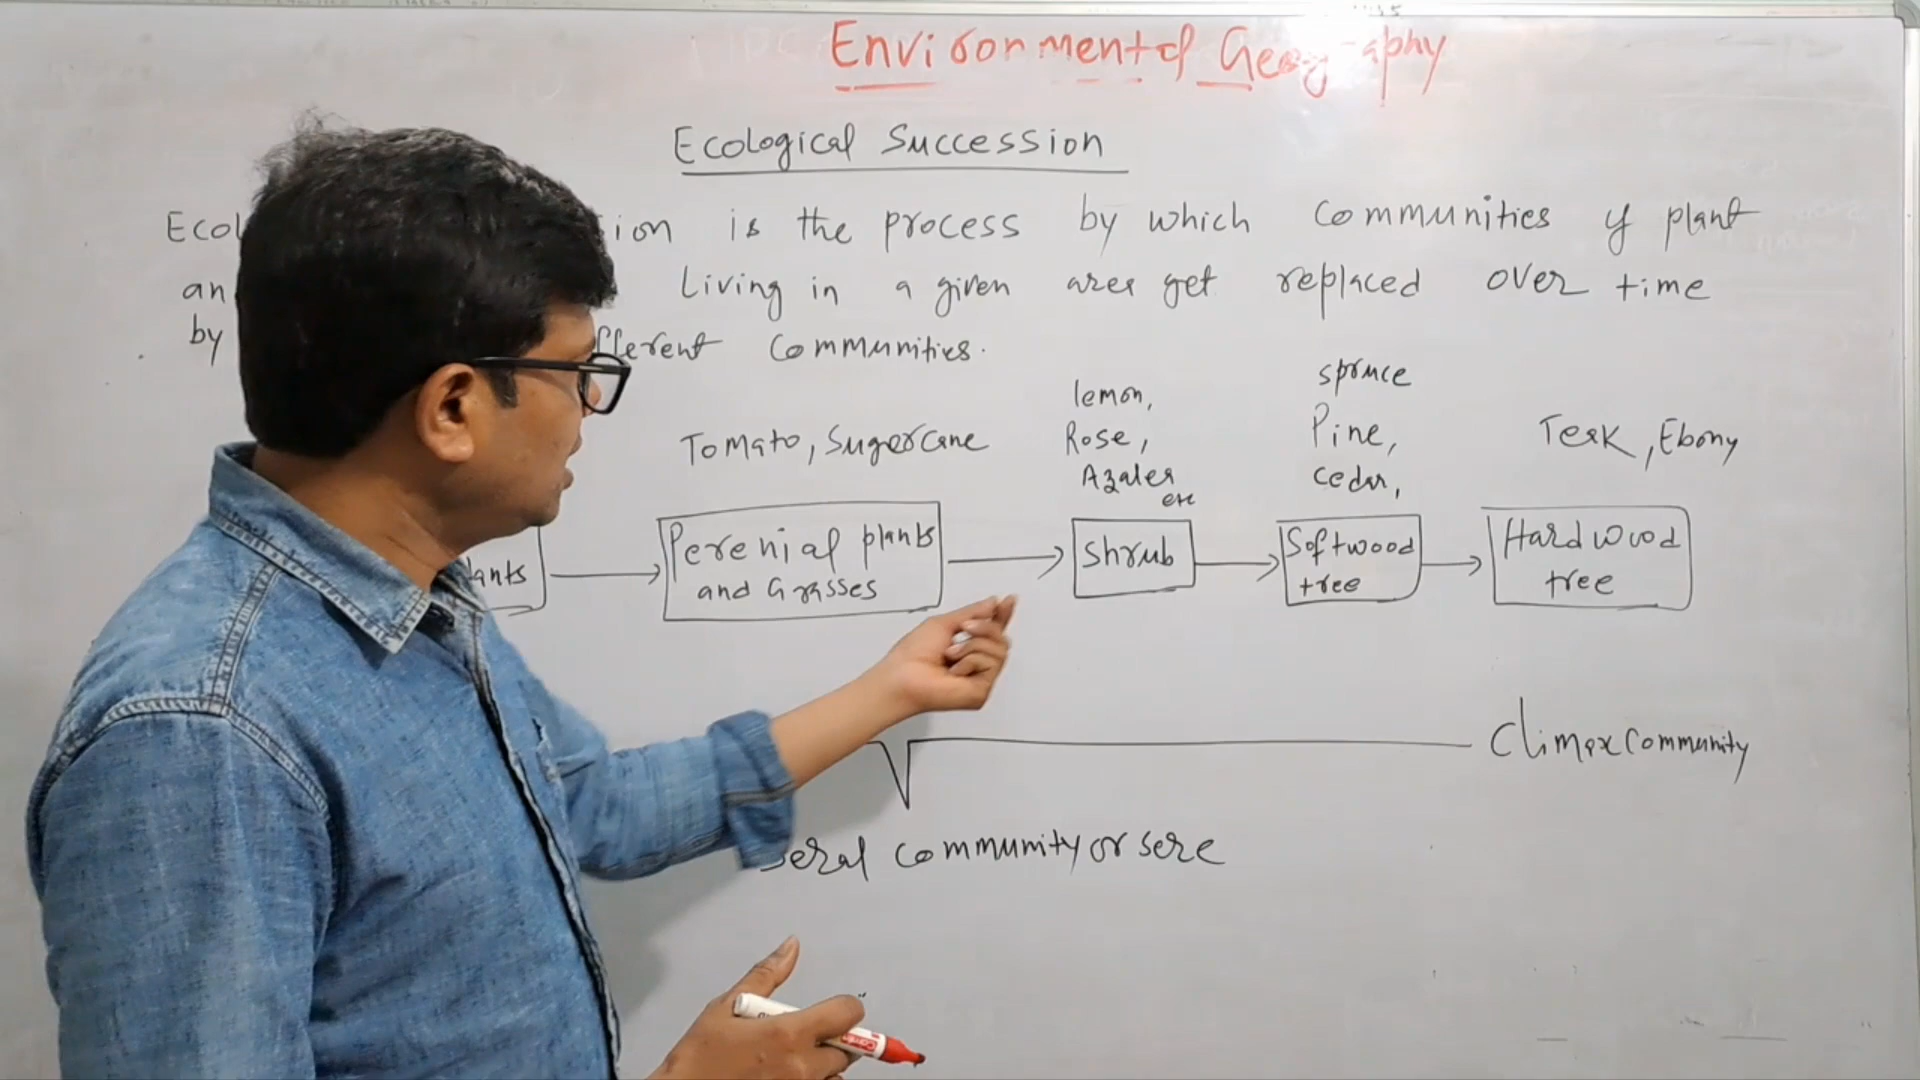 Environmental Geography
Ecological Succession
Ecol ion is the process by which Communities of plant
an Living in a given area get replaced over time
by fferent Communities.
lemon,
Rose,
Azalea
etc
spruce
Pine,
Cedar,
Tomato, Sugercane
Teak, Ebony
lants
Perenial plants
and Grasses
Shrub
Softwood
tree
Hardwood
tree
Climax Community
Seral Community or sere